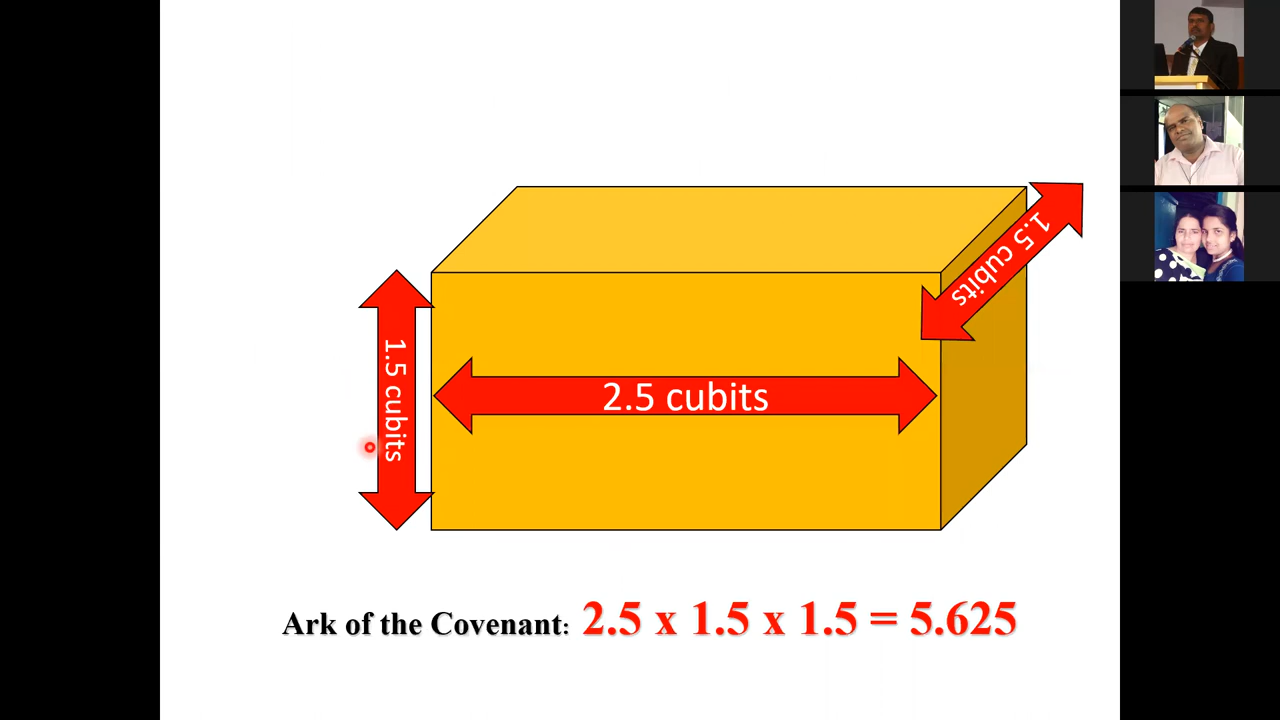 1.5 cubits
1.5 cubits
2.5 cubits
Ark of the Covenant: 2.5 x 1.5 x 1.5 = 5.625